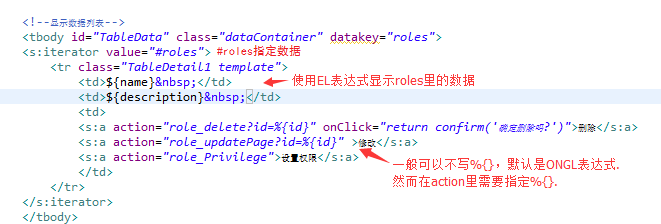 <!--显示数据列表-->
<tbody id="TableData" class="dataContainer" datakey="roles">
<s:iterator value="#roles"> #roles指定数据
<tr class="TableDetail1 template">
<td>${name}&nbsp;</td> 使用EL表达式显示roles里的数据
<td>${description}&nbsp;</td>
<td>
<s:a action="role_delete?id=%{id}" onClick="return confirm('确定删除吗?')">删除</s:a>
<s:a action="role_updatePage?id=%{id}" >修改</s:a>
<s:a action="role_Privilege">设置权限</s:a> 一般可以不写%{}，默认是ONGL表达式.
</td> 然而在action里需要指定%{}.
</tr>
</s:iterator>
</tbody>